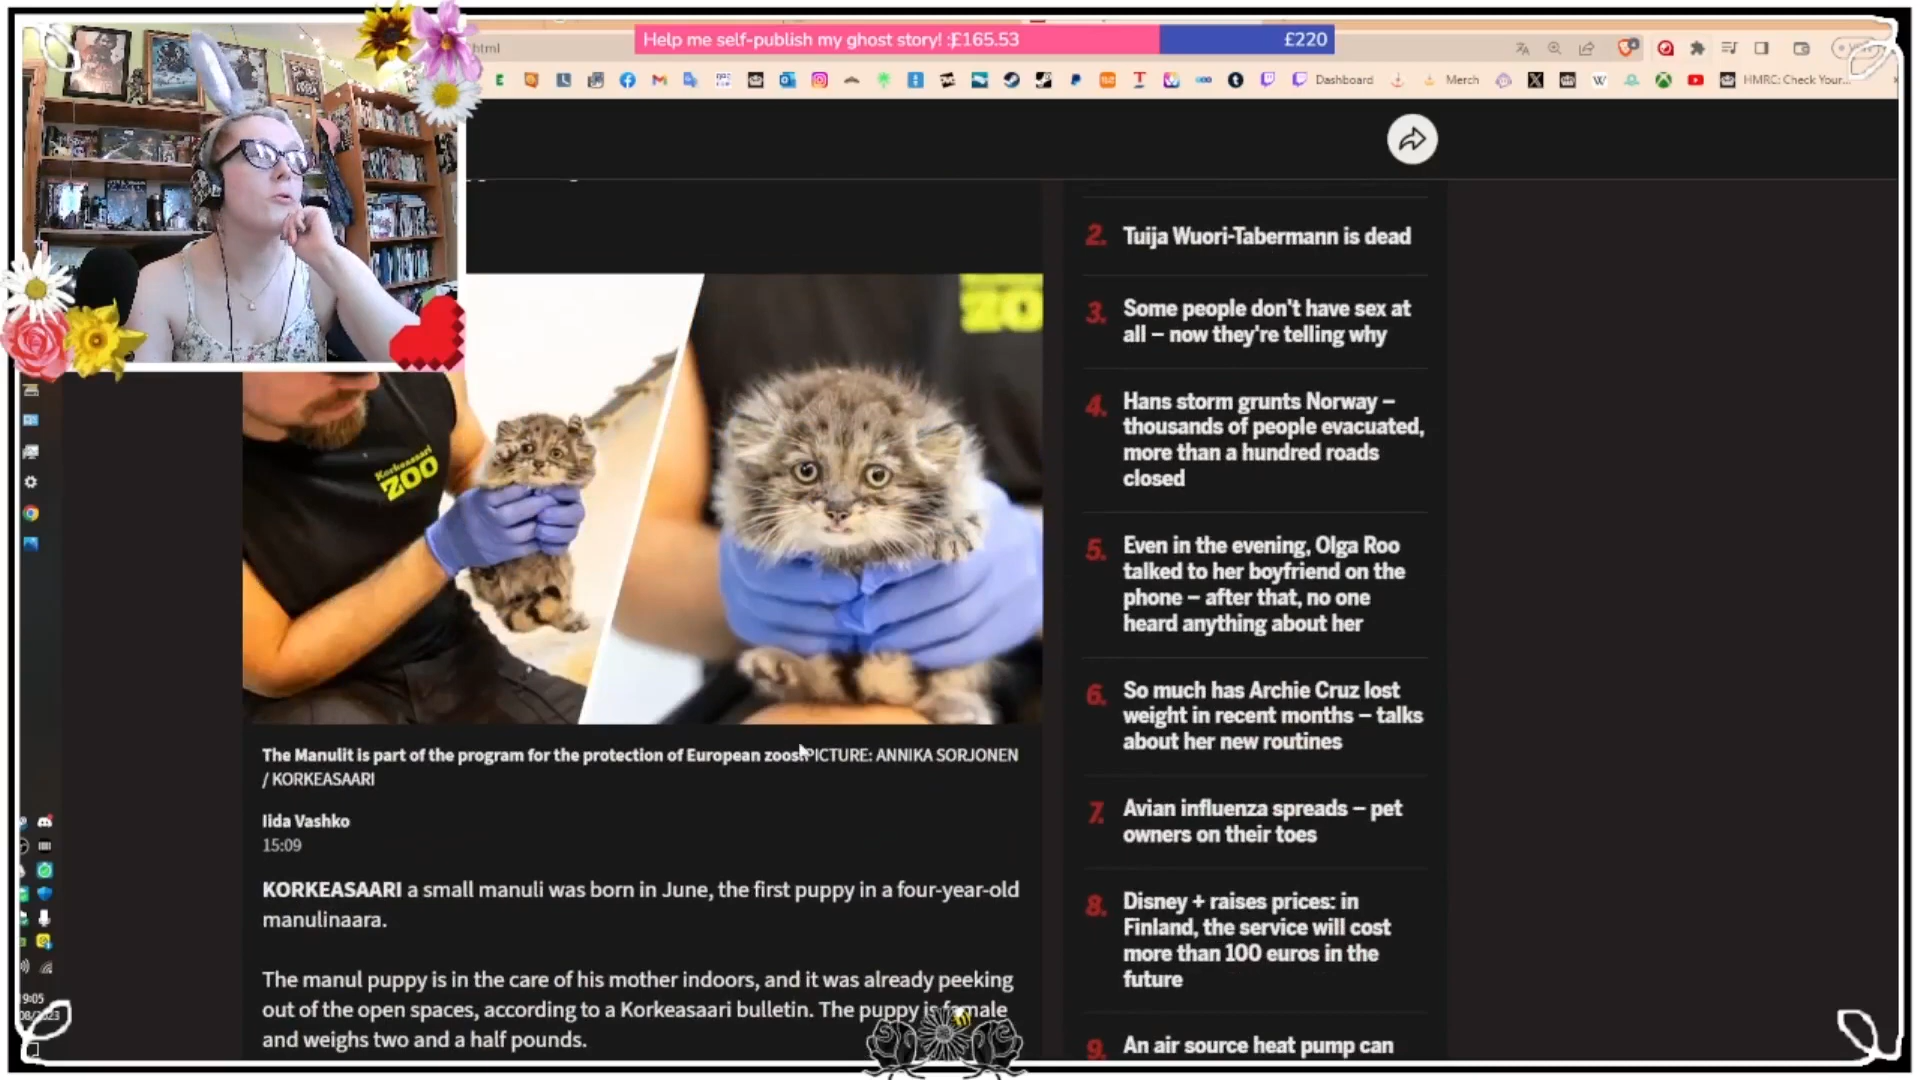 html
Help me self-publish my ghost story! :£165.53
£220
Dashboard
Merch
HMRC: Check Your...
Korkeasaari
ZOO
ZO
The Manulit is part of the program for the protection of European zoos.PICTURE: ANNIKA SORJONEN
/ KORKEASAARI
Iida Vashko
15:09
KORKEASAARI a small manuli was born in June, the first puppy in a four-year-old
manulinaara.
The manul puppy is in the care of his mother indoors, and it was already peeking
out of the open spaces, according to a Korkeasaari bulletin. The puppy is female
and weighs two and a half pounds.
2. Tuija Wuori-Tabermann is dead
3. Some people don't have sex at
all – now they're telling why
4. Hans storm grunts Norway –
thousands of people evacuated,
more than a hundred roads
closed
5. Even in the evening, Olga Roo
talked to her boyfriend on the
phone – after that, no one
heard anything about her
6. So much has Archie Cruz lost
weight in recent months – talks
about her new routines
7. Avian influenza spreads – pet
owners on their toes
8. Disney + raises prices: in
Finland, the service will cost
more than 100 euros in the
future
9. An air source heat pump can
9:05